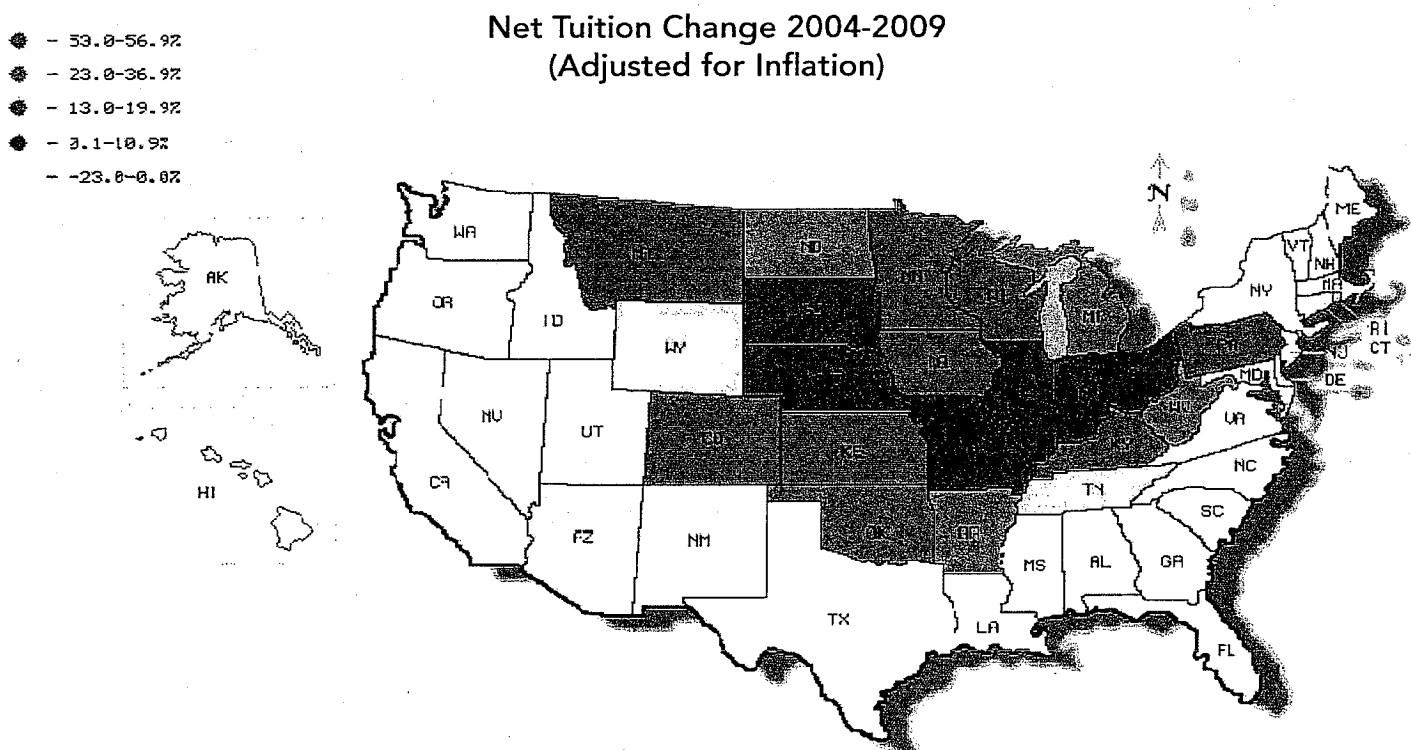 Net Tuition Change 2004-2009
(Adjusted for Inflation)
- 53.0-56.9%
- 23.0-36.9%
- 13.0-19.9%
- 3.1-10.9%
- -23.0-0.0%
N
ME
WA
VT
NH
AK
MA
ND
NY
OR
ID
MN
WI
MI
WY
RI
CT
NJ
PA
IA
MD
DE
NV
UT
CO
WV
VA
KY
CA
NC
HI
TN
SC
NM
OK
AR
MS
AL
GA
TX
LA
FL